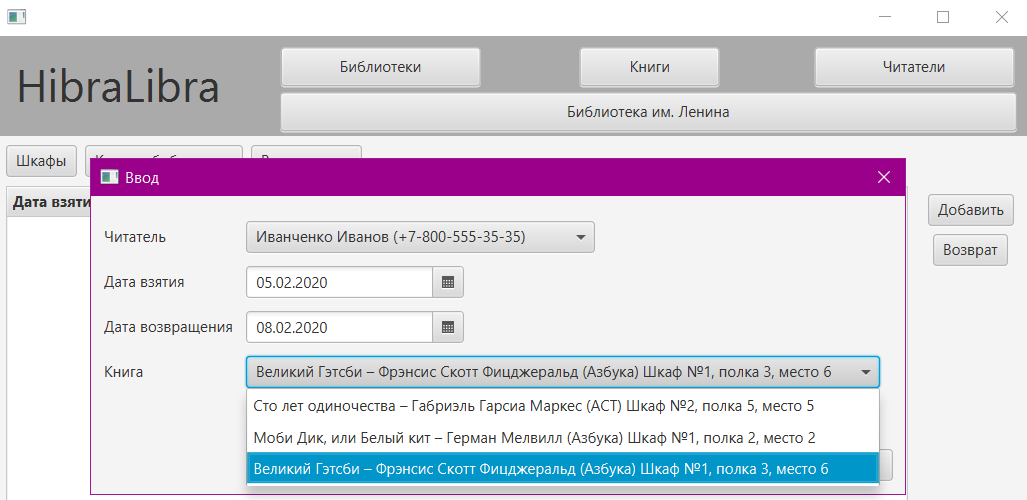 HibraLibra
Библиотеки
Книги
Читатели
Библиотека им. Ленина
Шкафы
Дата взяти
Ввод
Добавить
Возврат
Читатель
Иванченко Иванов (+7-800-555-35-35)
Дата взятия
05.02.2020
Дата возвращения
08.02.2020
Книга
Великий Гэтсби – Фрэнсис Скотт Фицджеральд (Азбука) Шкаф №1, полка 3, место 6
Сто лет одиночества – Габриэль Гарсиа Маркес (АСТ) Шкаф №2, полка 5, место 5
Моби Дик, или Белый кит – Герман Мелвилл (Азбука) Шкаф №1, полка 2, место 2
Великий Гэтсби – Фрэнсис Скотт Фицджеральд (Азбука) Шкаф №1, полка 3, место 6